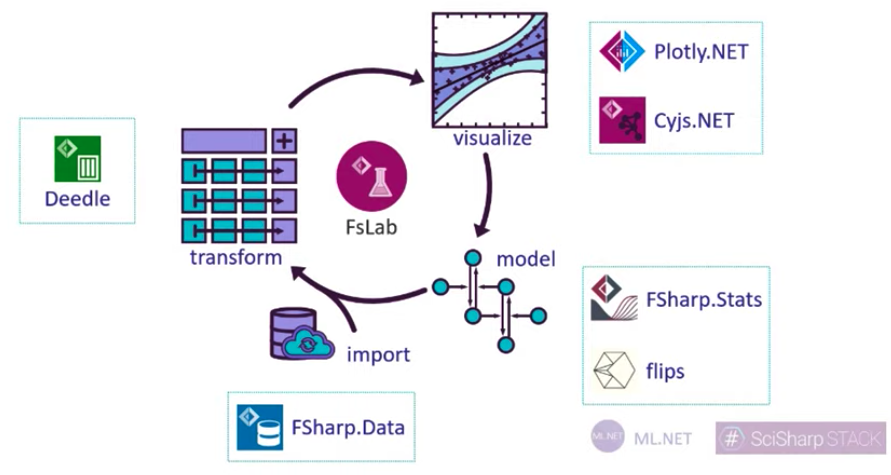 Plotly.NET
Cyjs.NET
visualize
Deedle
FsLab
transform
model
FSharp.Stats
flips
import
FSharp.Data
ML.NET
ML.NET
# SciSharp STACK